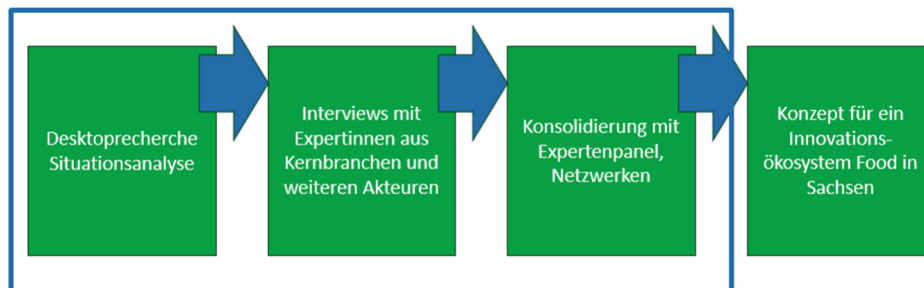 Desktoprecherche
Situationsanalyse
Interviews mit
Expertinnen aus
Kernbranchen und
weiteren Akteuren
Konsolidierung mit
Expertenpanel,
Netzwerken
Konzept für ein
Innovations-
ökosystem Food in
Sachsen